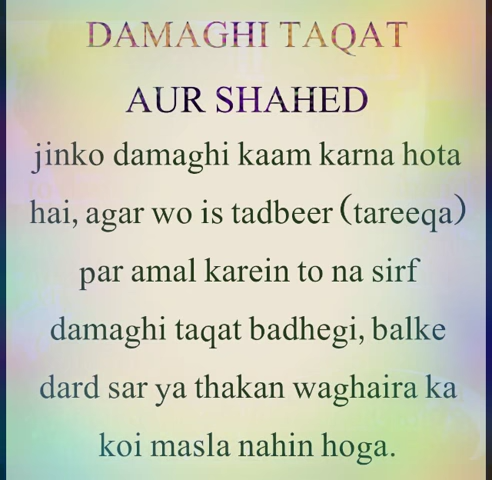 DAMAGHI TAQAT
AUR SHAHED
jinko damaghi kaam karna hota
hai, agar wo is tadbeer (tareeqa)
par amal karein to na sirf
damaghi taqat badhegi, balke
dard sar ya thakan waghaira ka
koi masla nahin hoga.